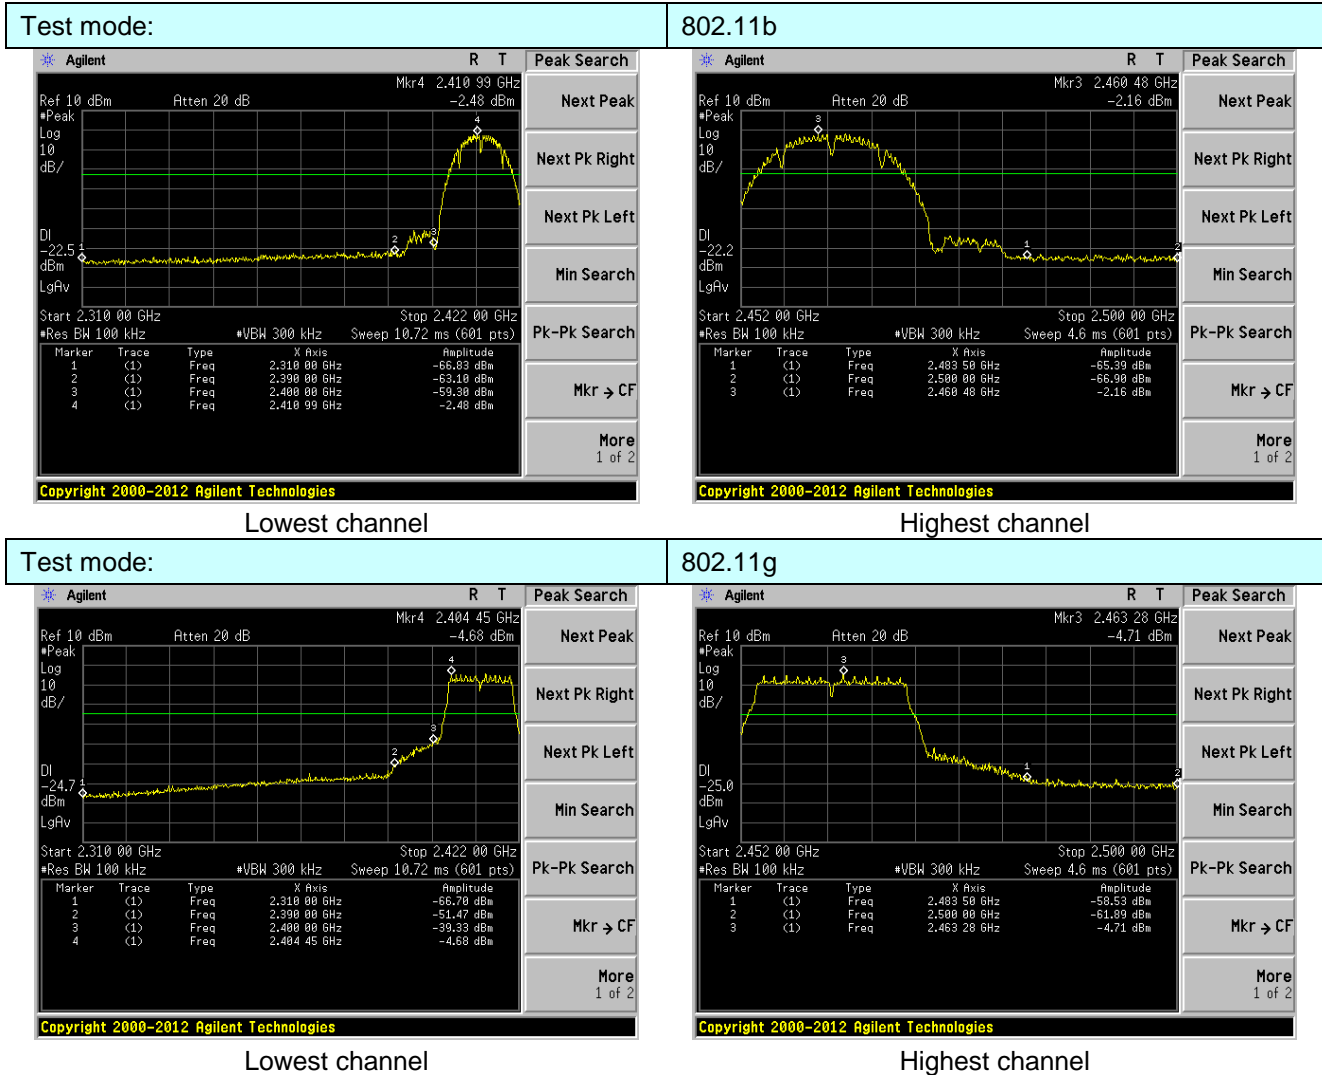 Test mode: 802.11b
Agilent R T Peak Search
Mkr4 2.410 99 GHz
Ref 10 dBm Atten 20 dB -2.48 dBm
#Peak
Log
10
dB/
DI
-22.5
dBm
LgAv
1
2
3
4
Start 2.310 00 GHz Stop 2.422 00 GHz
#Res BW 100 kHz #VBW 300 kHz Sweep 10.72 ms (601 pts)
Marker Trace Type X Axis Amplitude
1 (1) Freq 2.310 00 GHz -66.83 dBm
2 (1) Freq 2.390 00 GHz -63.10 dBm
3 (1) Freq 2.400 00 GHz -59.30 dBm
4 (1) Freq 2.410 99 GHz -2.48 dBm
Next Peak
Next Pk Right
Next Pk Left
Min Search
Pk-Pk Search
Mkr → CF
More
1 of 2
Copyright 2000-2012 Agilent Technologies
Lowest channel
Agilent R T Peak Search
Mkr3 2.460 48 GHz
Ref 10 dBm Atten 20 dB -2.16 dBm
#Peak
Log
10
dB/
DI
-22.2
dBm
LgAv
3
1
2
Start 2.452 00 GHz Stop 2.500 00 GHz
#Res BW 100 kHz #VBW 300 kHz Sweep 4.6 ms (601 pts)
Marker Trace Type X Axis Amplitude
1 (1) Freq 2.483 50 GHz -65.39 dBm
2 (1) Freq 2.500 00 GHz -66.90 dBm
3 (1) Freq 2.460 48 GHz -2.16 dBm
Next Peak
Next Pk Right
Next Pk Left
Min Search
Pk-Pk Search
Mkr → CF
More
1 of 2
Copyright 2000-2012 Agilent Technologies
Highest channel
Test mode: 802.11g
Agilent R T Peak Search
Mkr4 2.404 45 GHz
Ref 10 dBm Atten 20 dB -4.68 dBm
#Peak
Log
10
dB/
DI
-24.7
dBm
LgAv
1
2
3
4
Start 2.310 00 GHz Stop 2.422 00 GHz
#Res BW 100 kHz #VBW 300 kHz Sweep 10.72 ms (601 pts)
Marker Trace Type X Axis Amplitude
1 (1) Freq 2.310 00 GHz -66.70 dBm
2 (1) Freq 2.390 00 GHz -51.47 dBm
3 (1) Freq 2.400 00 GHz -39.33 dBm
4 (1) Freq 2.404 45 GHz -4.68 dBm
Next Peak
Next Pk Right
Next Pk Left
Min Search
Pk-Pk Search
Mkr → CF
More
1 of 2
Copyright 2000-2012 Agilent Technologies
Lowest channel
Agilent R T Peak Search
Mkr3 2.463 28 GHz
Ref 10 dBm Atten 20 dB -4.71 dBm
#Peak
Log
10
dB/
DI
-25.0
dBm
LgAv
3
1
2
Start 2.452 00 GHz Stop 2.500 00 GHz
#Res BW 100 kHz #VBW 300 kHz Sweep 4.6 ms (601 pts)
Marker Trace Type X Axis Amplitude
1 (1) Freq 2.483 50 GHz -58.53 dBm
2 (1) Freq 2.500 00 GHz -61.89 dBm
3 (1) Freq 2.463 28 GHz -4.71 dBm
Next Peak
Next Pk Right
Next Pk Left
Min Search
Pk-Pk Search
Mkr → CF
More
1 of 2
Copyright 2000-2012 Agilent Technologies
Highest channel